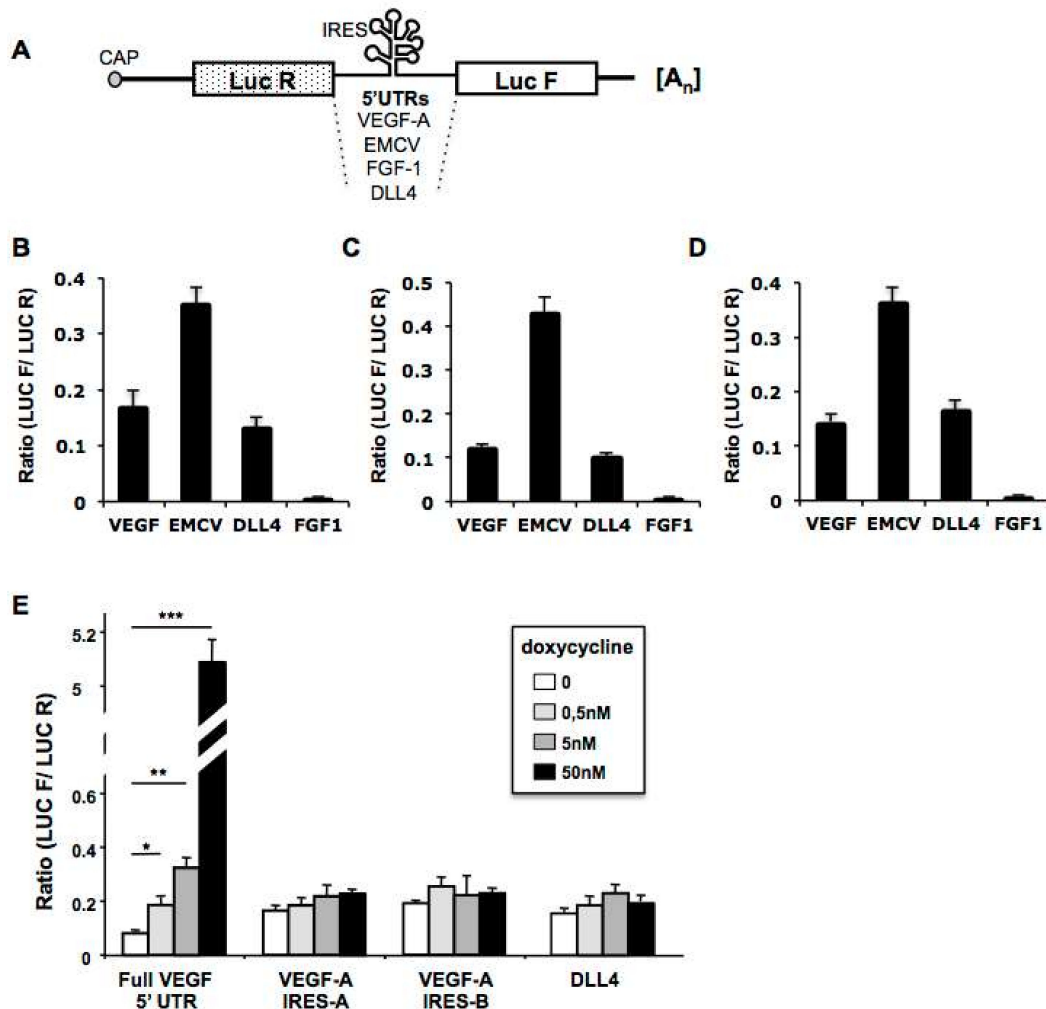 A
CAP
IRES
Luc R
Luc F
[An]
5'UTRs
VEGF-A
EMCV
FGF-1
DLL4
B
Ratio (LUC F/ LUC R)
0.4
0.3
0.2
0.1
0
VEGF EMCV DLL4 FGF1
C
Ratio (LUC F/ LUC R)
0.5
0.4
0.3
0.2
0.1
0
VEGF EMCV DLL4 FGF1
D
Ratio (LUC F/ LUC R)
0.4
0.3
0.2
0.1
0
VEGF EMCV DLL4 FGF1
E
Ratio (LUC F/ LUC R)
5.2
5
0.6
0.4
0.2
0
***
**
*
doxycycline
0
0,5nM
5nM
50nM
Full VEGF
5' UTR
VEGF-A
IRES-A
VEGF-A
IRES-B
DLL4